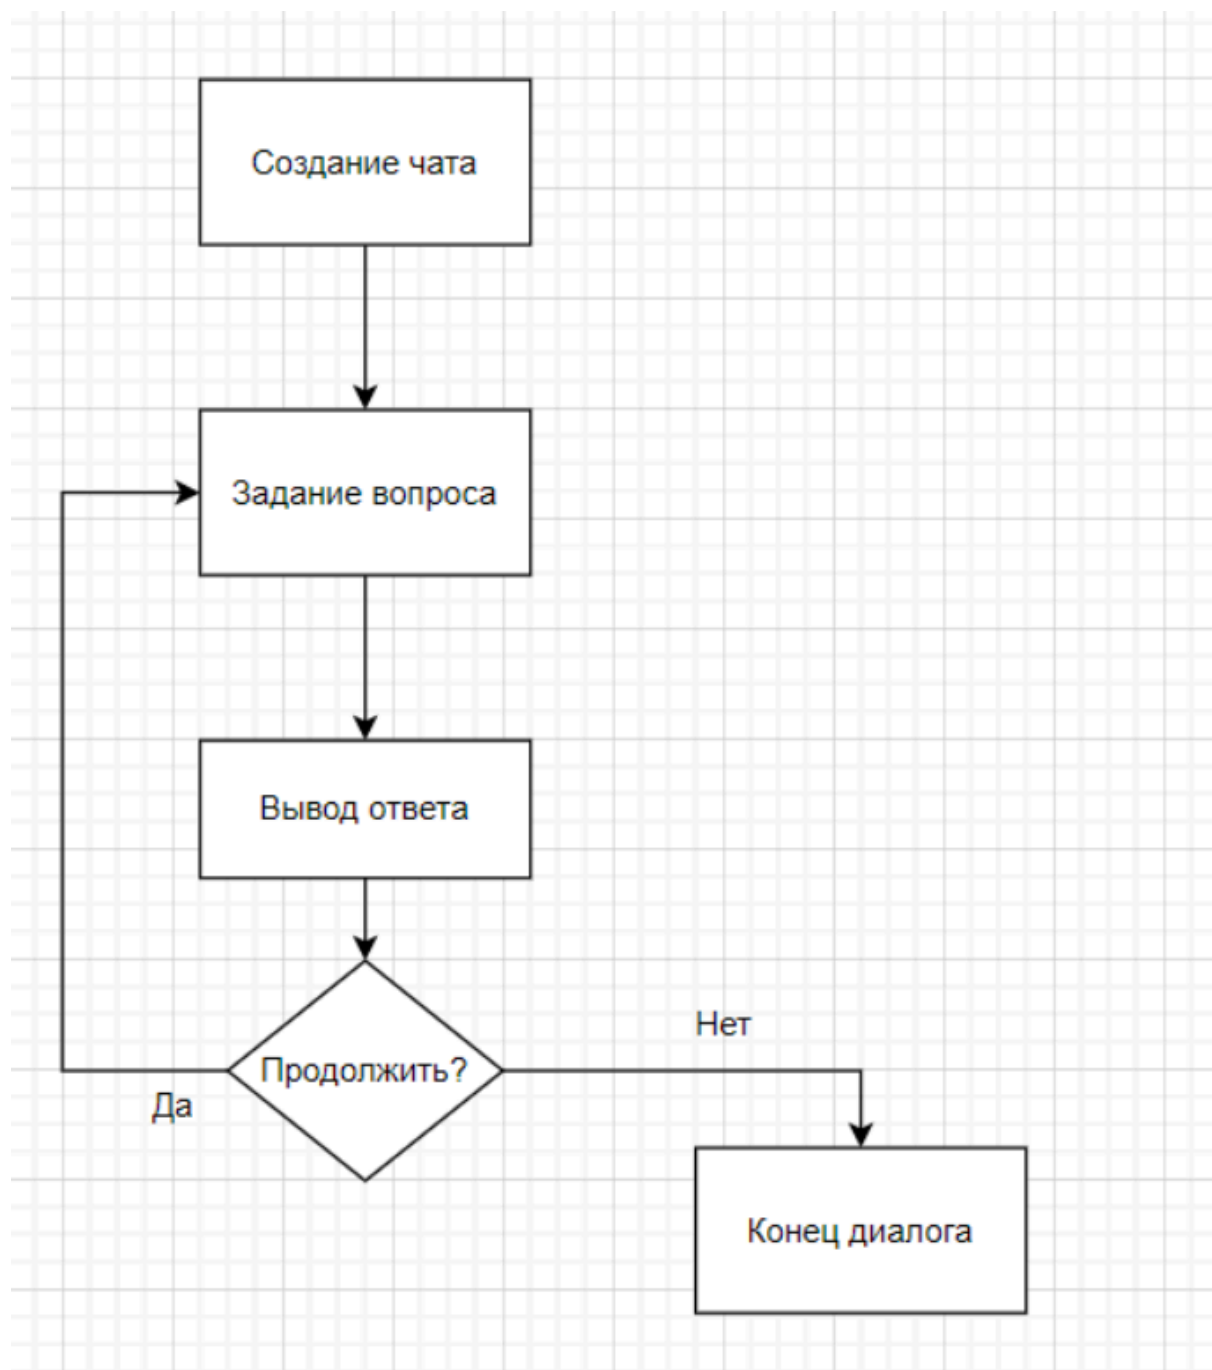 Создание чата
Задание вопроса
Вывод ответа
Продолжить?
Нет
Да
Конец диалога